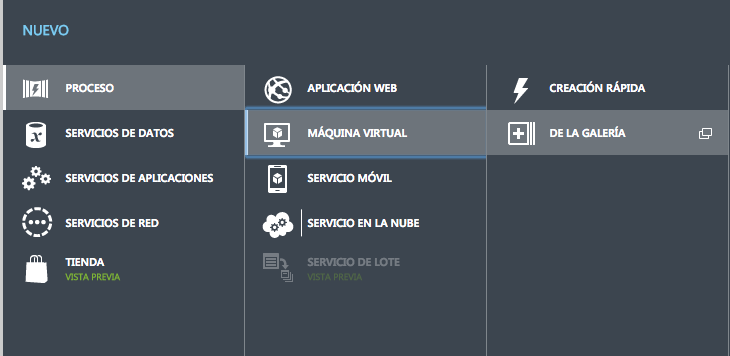 NUEVO
PROCESO
SERVICIOS DE DATOS
SERVICIOS DE APLICACIONES
SERVICIOS DE RED
TIENDA
VISTA PREVIA
APLICACIÓN WEB
MÁQUINA VIRTUAL
SERVICIO MÓVIL
SERVICIO EN LA NUBE
SERVICIO DE LOTE
VISTA PREVIA
CREACIÓN RÁPIDA
DE LA GALERÍA